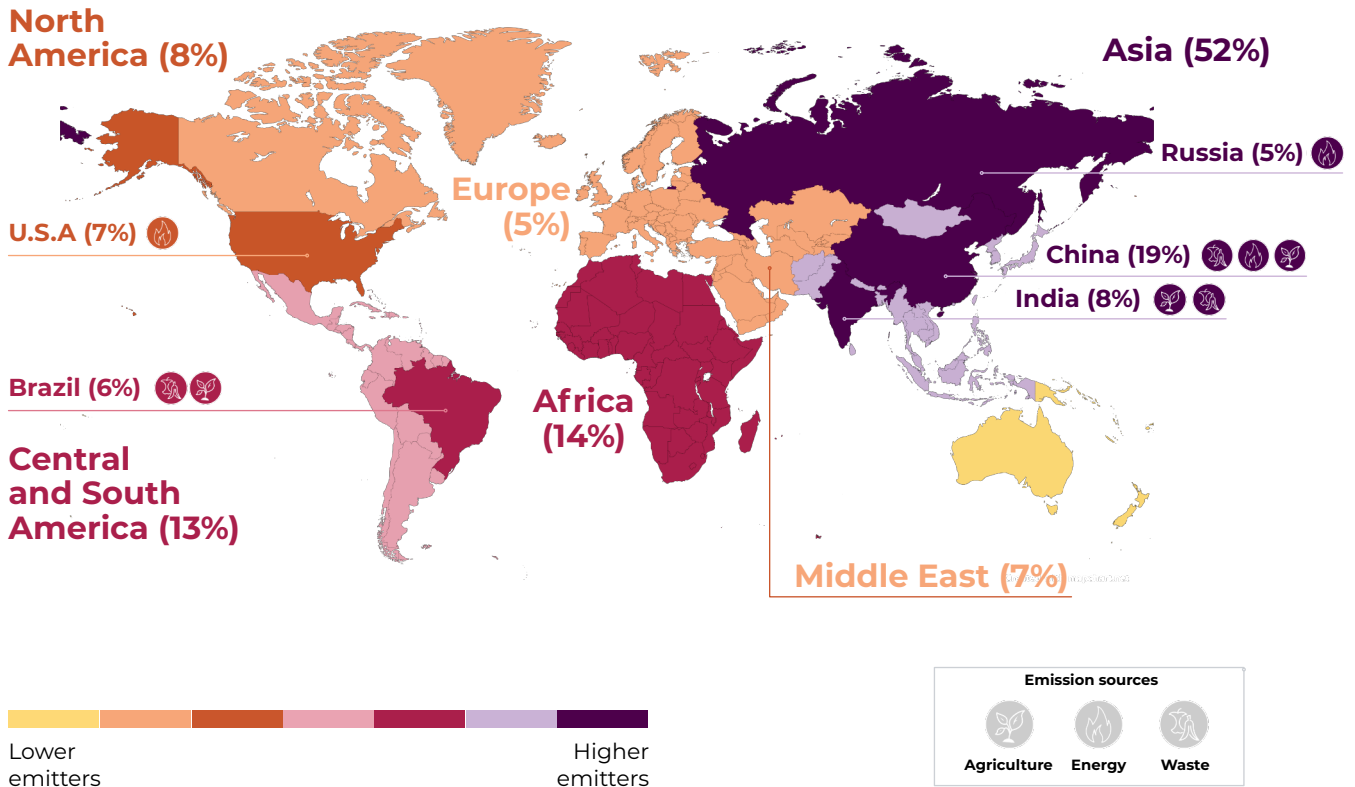 North
America (8%)
Asia (52%)
Russia (5%)
Europe
(5%)
U.S.A (7%)
China (19%)
India (8%)
Brazil (6%)
Africa
(14%)
Central
and South
America (13%)
Middle East (7%)
Lower
emitters
Higher
emitters
Emission sources
Agriculture
Energy
Waste